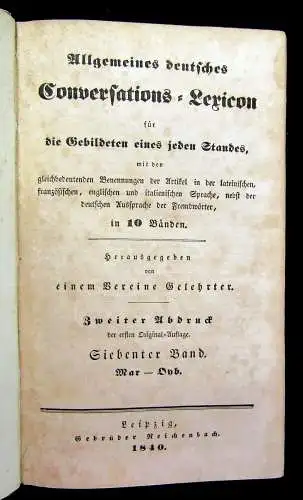 Allgemeines deutsches
Conversations-Lexicon
für
die Gebildeten eines jeden Standes,
mit den
gleichbedeutenden Benennungen der Artikel in der lateinischen,
französischen, englischen und italienischen Sprache, nebst der
deutschen Aussprache der Fremdwörter,
in 10 Bänden.
Herausgegeben
von
einem Vereine Gelehrter.
Zweiter Abdruck
der ersten Original-Auflage.
Siebenter Band.
Mar — Oyb.
Leipzig,
Gebrüder Reichenbach.
1840.